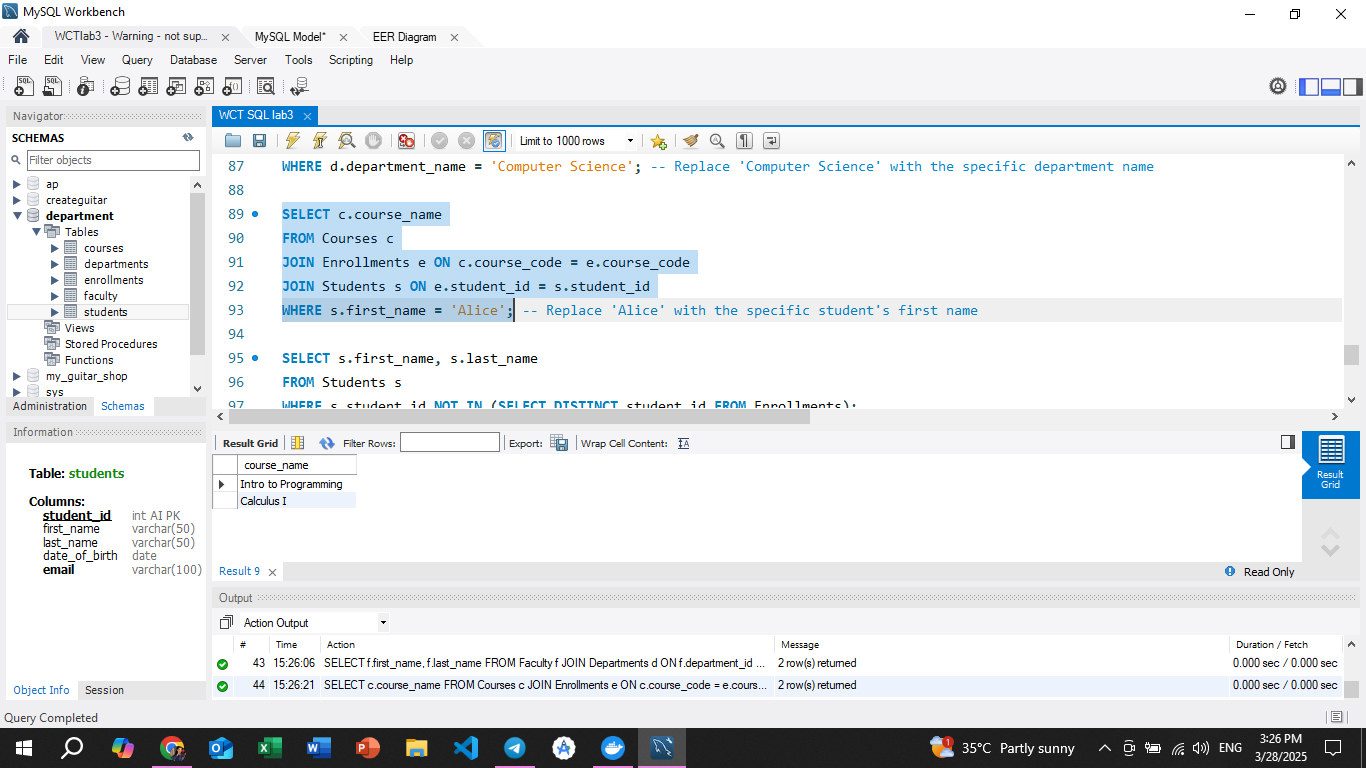 MySQL Workbench
WCTlab3 - Warning - not sup...
MySQL Model*
EER Diagram
File Edit View Query Database Server Tools Scripting Help
Navigator
SCHEMAS
Filter objects
ap
createguitar
department
Tables
courses
departments
enrollments
faculty
students
Views
Stored Procedures
Functions
my_guitar_shop
sys
Administration Schemas
Information
Table: students
Columns:
student_id int AI PK
first_name varchar(50)
last_name varchar(50)
date_of_birth date
email varchar(100)
Object Info Session
WCT SQL lab3
Limit to 1000 rows
87 WHERE d.department_name = 'Computer Science'; -- Replace 'Computer Science' with the specific department name
88
89 SELECT c.course_name
90 FROM Courses c
91 JOIN Enrollments e ON c.course_code = e.course_code
92 JOIN Students s ON e.student_id = s.student_id
93 WHERE s.first_name = 'Alice'; -- Replace 'Alice' with the specific student's first name
94
95 SELECT s.first_name, s.last_name
96 FROM Students s
97 WHERE s.student_id NOT IN (SELECT DISTINCT student_id FROM Enrollments);
Result Grid Filter Rows: Export: Wrap Cell Content:
course_name
Intro to Programming
Calculus I
Result Grid
Result 9
Read Only
Output
Action Output
# Time Action Message Duration / Fetch
43 15:26:06 SELECT f.first_name, f.last_name FROM Faculty f JOIN Departments d ON f.department_id ... 2 row(s) returned 0.000 sec / 0.000 sec
44 15:26:21 SELECT c.course_name FROM Courses c JOIN Enrollments e ON c.course_code = e.cours... 2 row(s) returned 0.000 sec / 0.000 sec
Query Completed
1
35°C Partly sunny
ENG
3:26 PM
3/28/2025